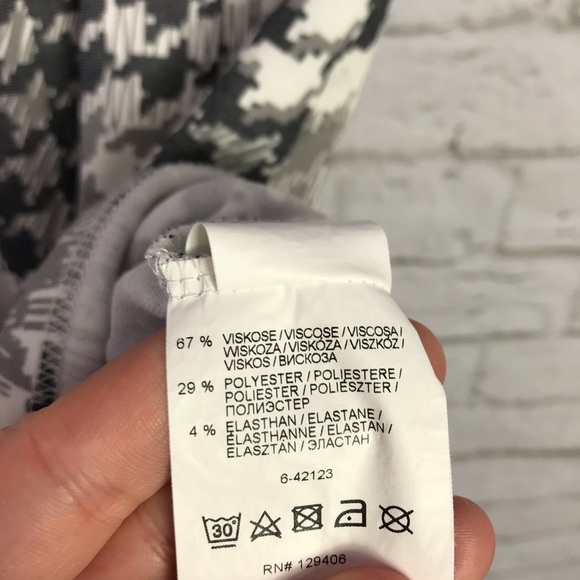 67 % VISKOSE / VISCOSE / VISCOSA /
WISKOZA / VISKÓZA / VISZKÓZ /
VISKOS / ВИСКОЗА
29 % POLYESTER / POLIESTERE /
POLIESTER / POLIÉSZTER /
ПОЛИЭСТЕР
4 % ELASTHAN / ELASTANE /
ÉLASTHANNE / ELASTAN /
ELASZTÁN / ЭЛАСТАН
6-42123
30°
RN# 129406